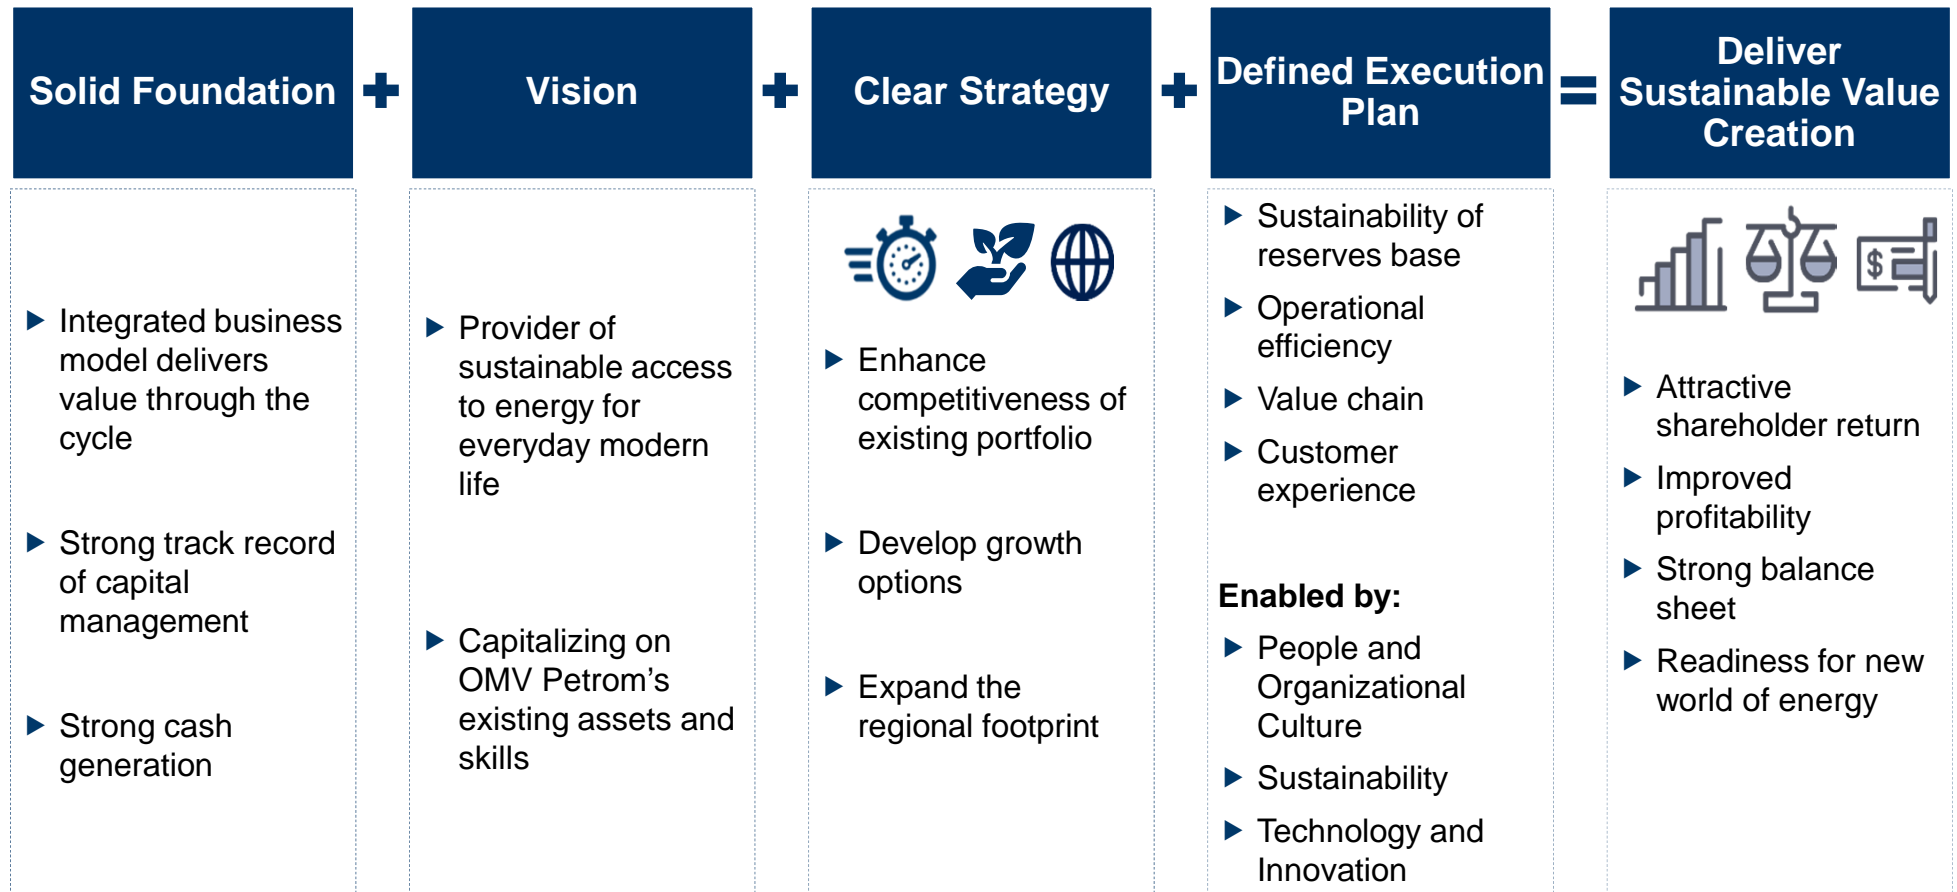 Solid Foundation
+
Vision
+
Clear Strategy
+
Defined Execution
Plan
=
Deliver
Sustainable Value
Creation
Integrated business
model delivers
value through the
cycle
Strong track record
of capital
management
Strong cash
generation
Provider of
sustainable access
to energy for
everyday modern
life
Capitalizing on
OMV Petrom’s
existing assets and
skills
Enhance
competitiveness of
existing portfolio
Develop growth
options
Expand the
regional footprint
Sustainability of
reserves base
Operational
efficiency
Value chain
Customer
experience
Enabled by:
People and
Organizational
Culture
Sustainability
Technology and
Innovation
$
Attractive
shareholder return
Improved
profitability
Strong balance
sheet
Readiness for new
world of energy